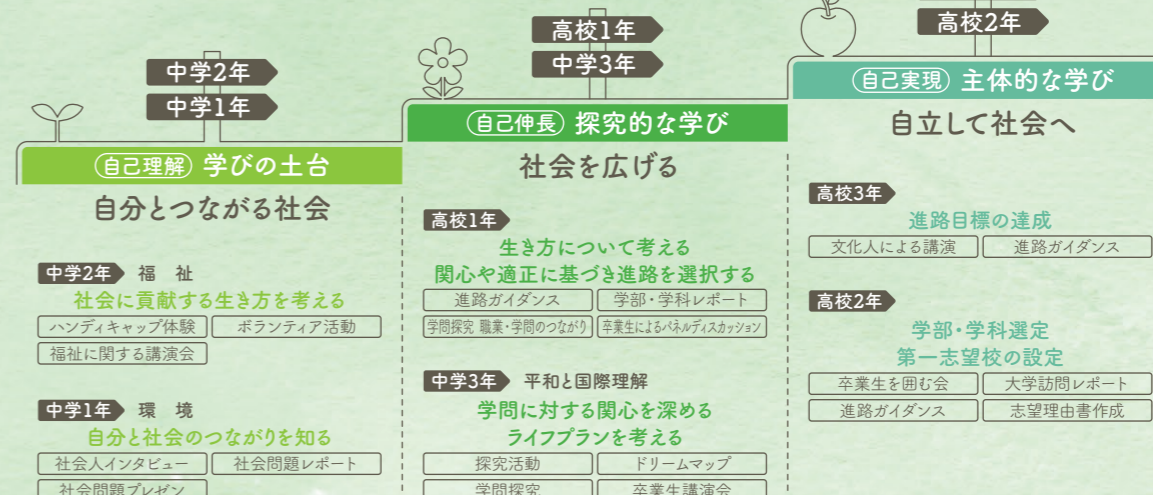 中学2年
中学1年
自己理解 学びの土台
自分とつながる社会
中学2年 福 祉
社会に貢献する生き方を考える
ハンディキャップ体験 ボランティア活動
福祉に関する講演会
中学1年 環 境
自分と社会のつながりを知る
社会人インタビュー 社会問題レポート
社会問題プレゼン
高校1年
中学3年
自己伸長 探究的な学び
社会を広げる
高校1年
生き方について考える
関心や適正に基づき進路を選択する
進路ガイダンス 学部・学科レポート
学問探究 職業・学問のつながり 卒業生によるパネルディスカッション
中学3年 平和と国際理解
学問に対する関心を深める
ライフプランを考える
探究活動 ドリームマップ
学問探究 卒業生講演会
高校2年
自己実現 主体的な学び
自立して社会へ
高校3年
進路目標の達成
文化人による講演 進路ガイダンス
高校2年
学部・学科選定
第一志望校の設定
卒業生を囲む会 大学訪問レポート
進路ガイダンス 志望理由書作成